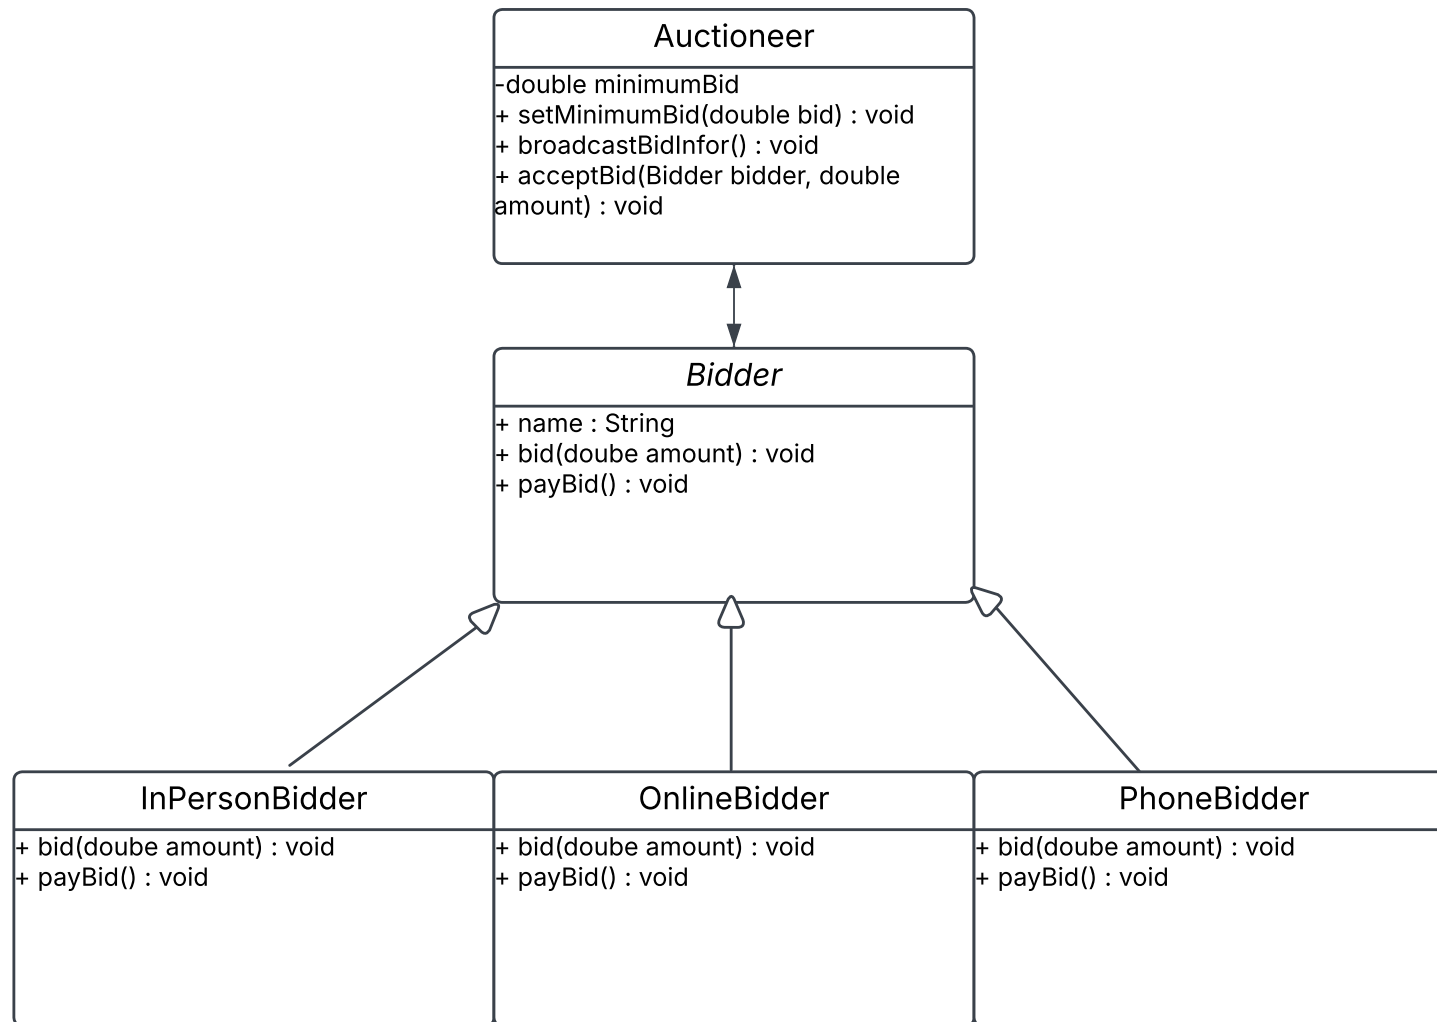 Auctioneer
-double minimumBid
+ setMinimumBid(double bid) : void
+ broadcastBidInfor() : void
+ acceptBid(Bidder bidder, double
amount) : void
Bidder
+ name : String
+ bid(doube amount) : void
+ payBid() : void
InPersonBidder
+ bid(doube amount) : void
+ payBid() : void
OnlineBidder
+ bid(doube amount) : void
+ payBid() : void
PhoneBidder
+ bid(doube amount) : void
+ payBid() : void